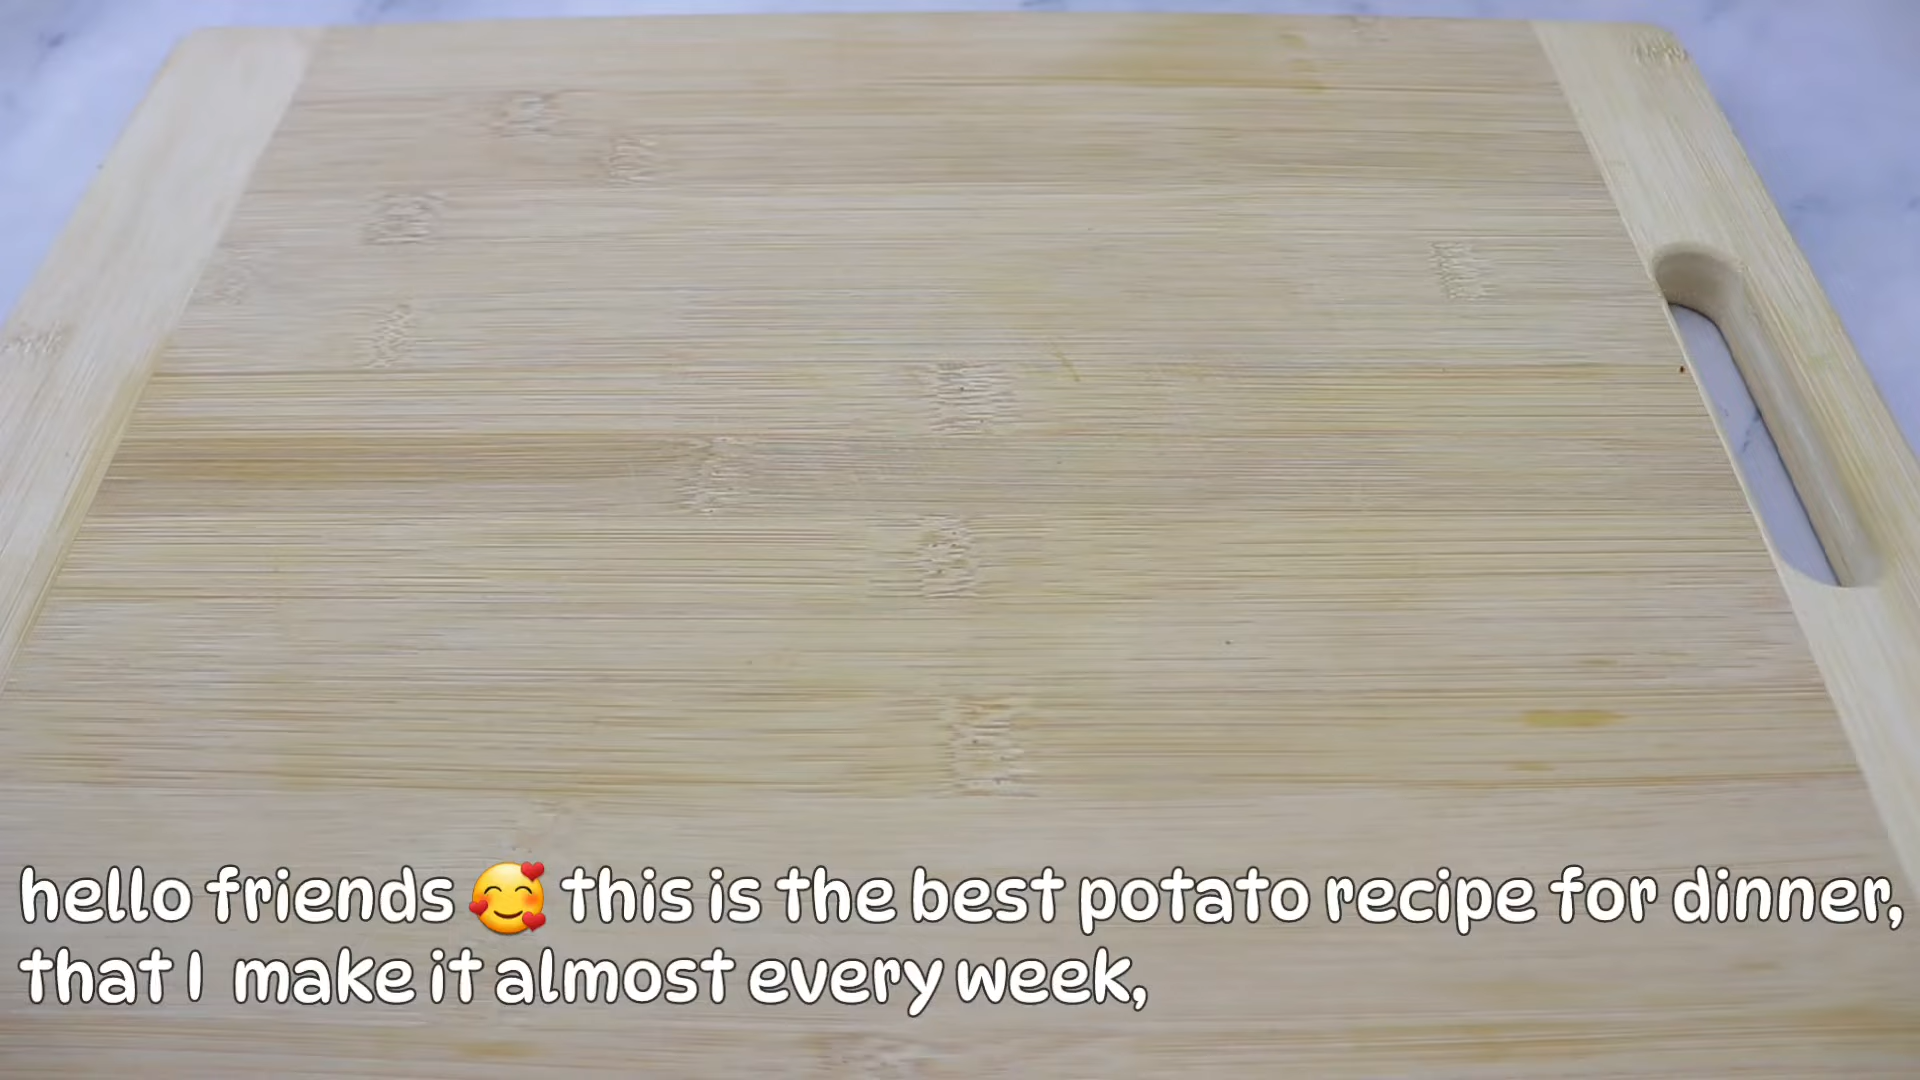 hello friends 🥰 this is the best potato recipe for dinner,
that I make it almost every week,